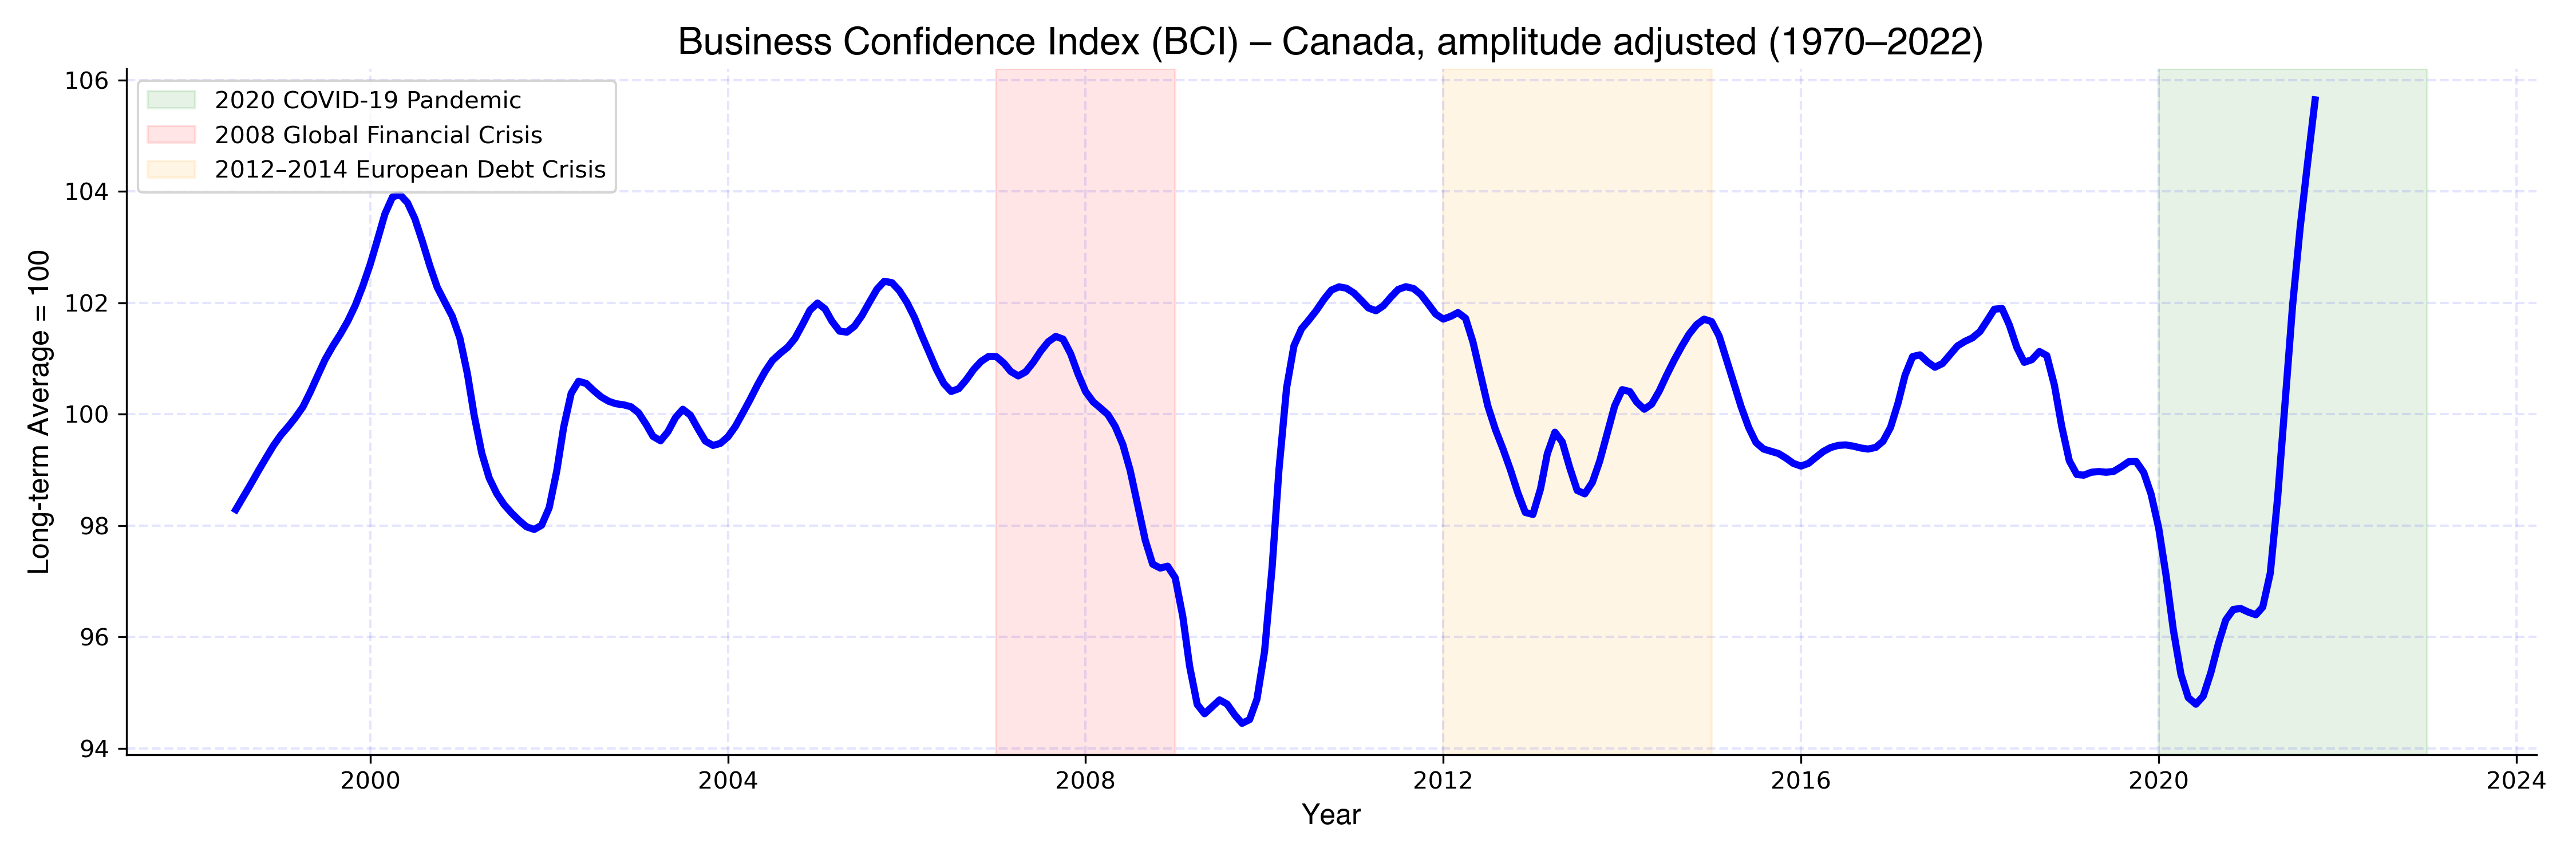 Business Confidence Index (BCI) – Canada, amplitude adjusted (1970–2022)
2020 COVID-19 Pandemic
2008 Global Financial Crisis
2012–2014 European Debt Crisis
Long-term Average = 100
106
104
102
100
98
96
94
2000 2004 2008 2012 2016 2020 2024
Year